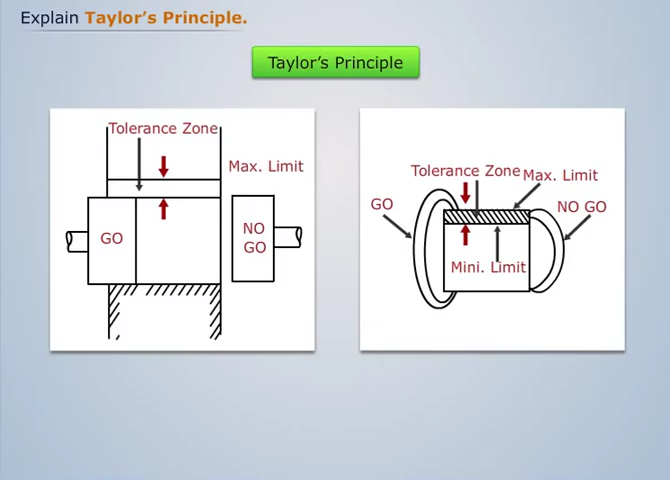 Explain Taylor's Principle.
Taylor's Principle
Tolerance Zone
Max. Limit
GO
NO
GO
Tolerance Zone
Max. Limit
GO
NO GO
Mini. Limit